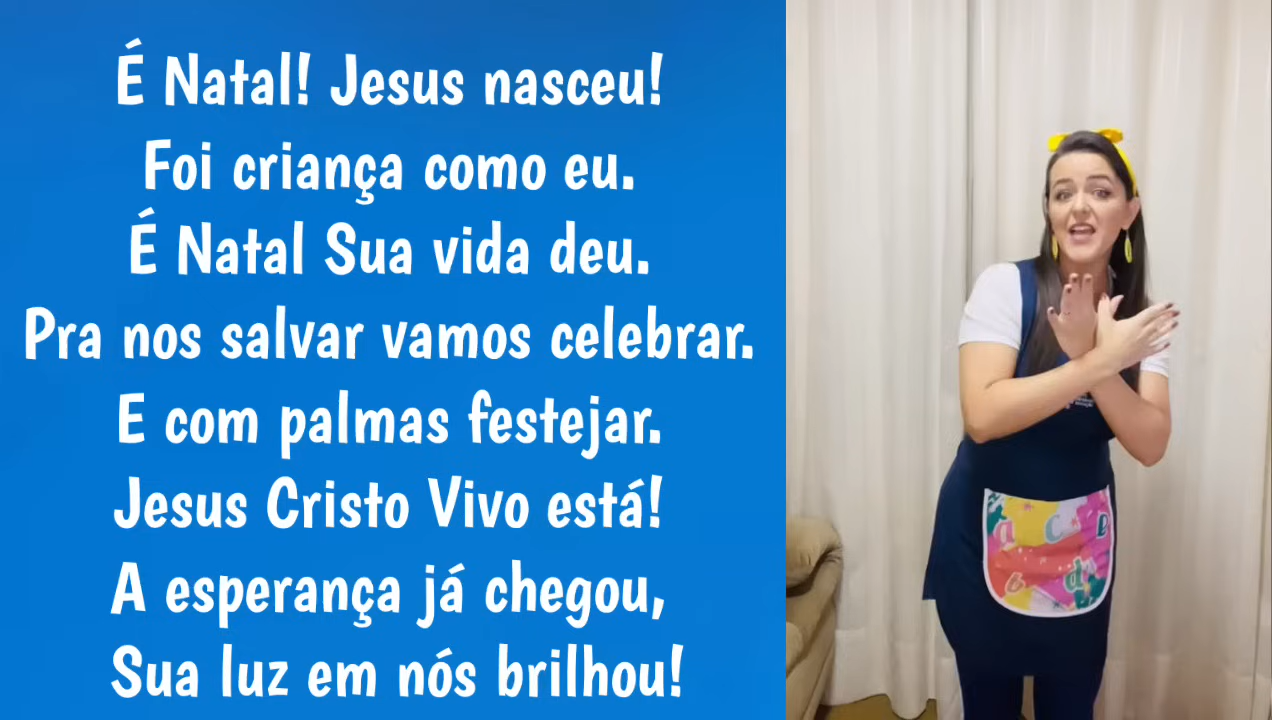 É Natal! Jesus nasceu!
Foi criança como eu.
É Natal Sua vida deu.
Pra nos salvar vamos celebrar.
E com palmas festejar.
Jesus Cristo Vivo está!
A esperança já chegou,
Sua luz em nós brilhou!
a c e
b d